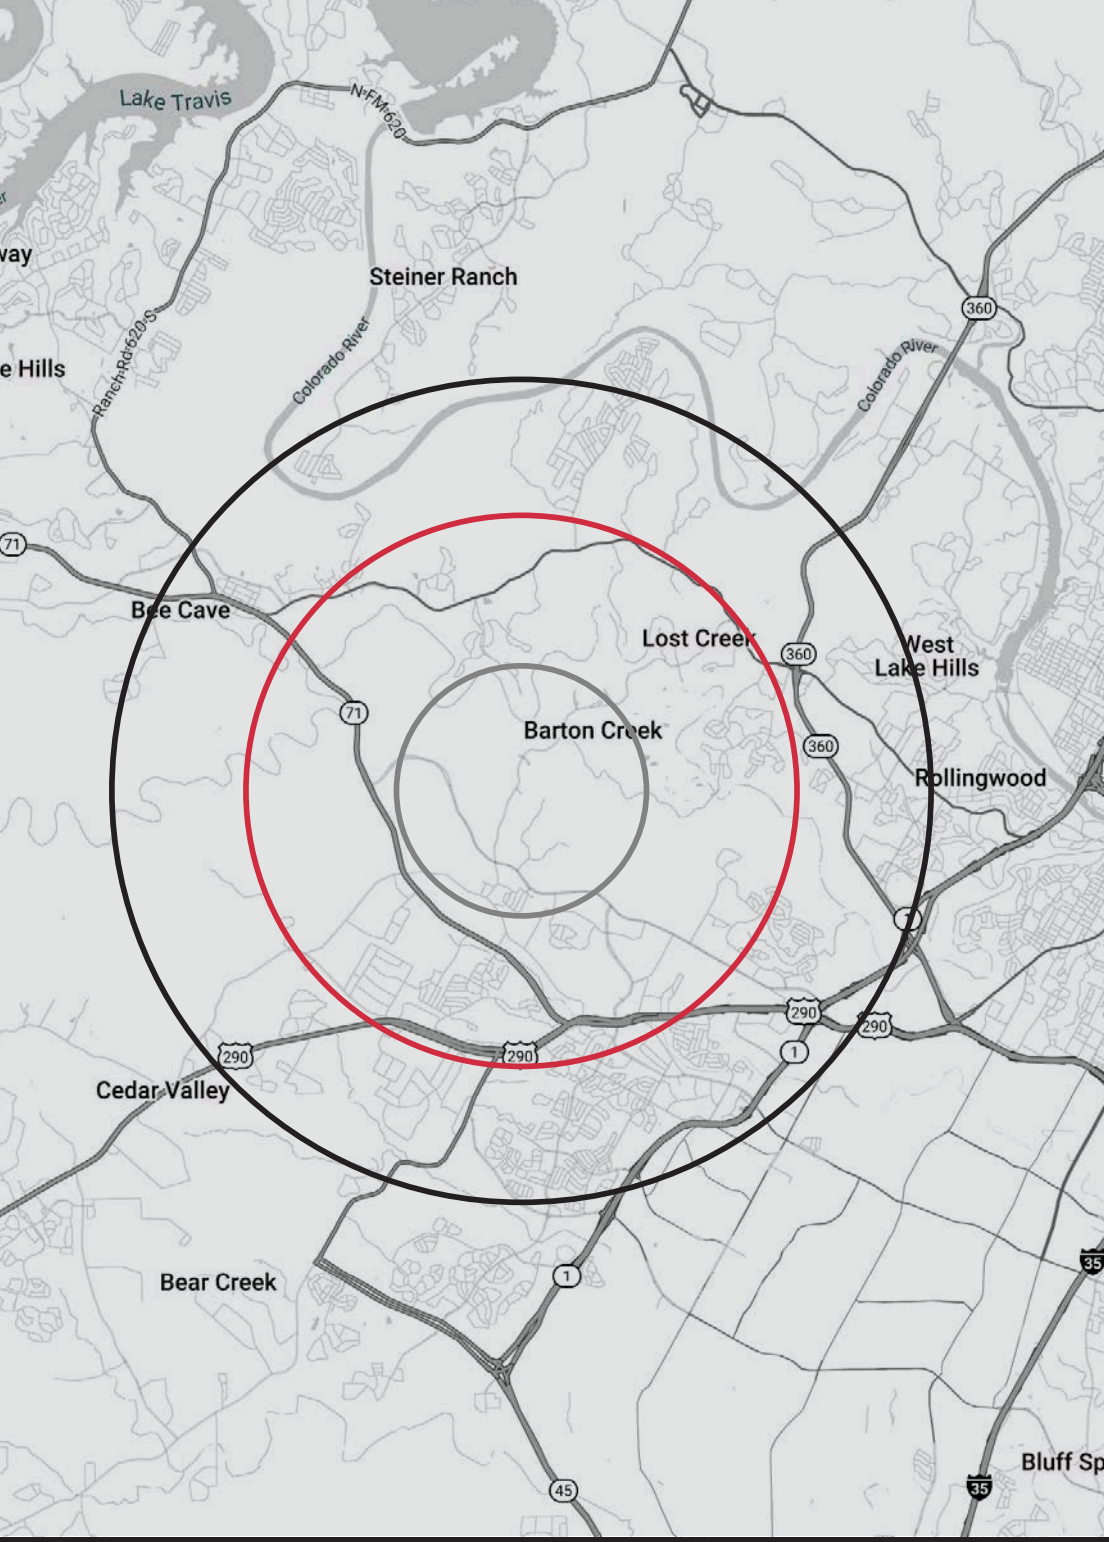 Lake Travis
N FM 620
er
way
Steiner Ranch
360
Ranch Rd 620 S
Colorado River
Colorado River
e Hills
71
Bee Cave
Lost Creek
360
West
Lake Hills
71
Barton Creek
360
Rollingwood
1
290
290
290
290
1
Cedar Valley
35
Bear Creek
1
Bluff Sp
35
45